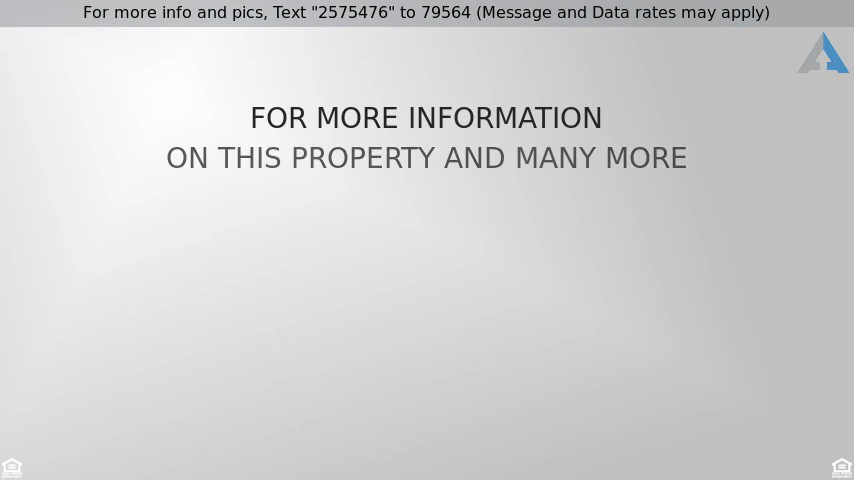 For more info and pics, Text "2575476" to 79564 (Message and Data rates may apply)
FOR MORE INFORMATION
ON THIS PROPERTY AND MANY MORE